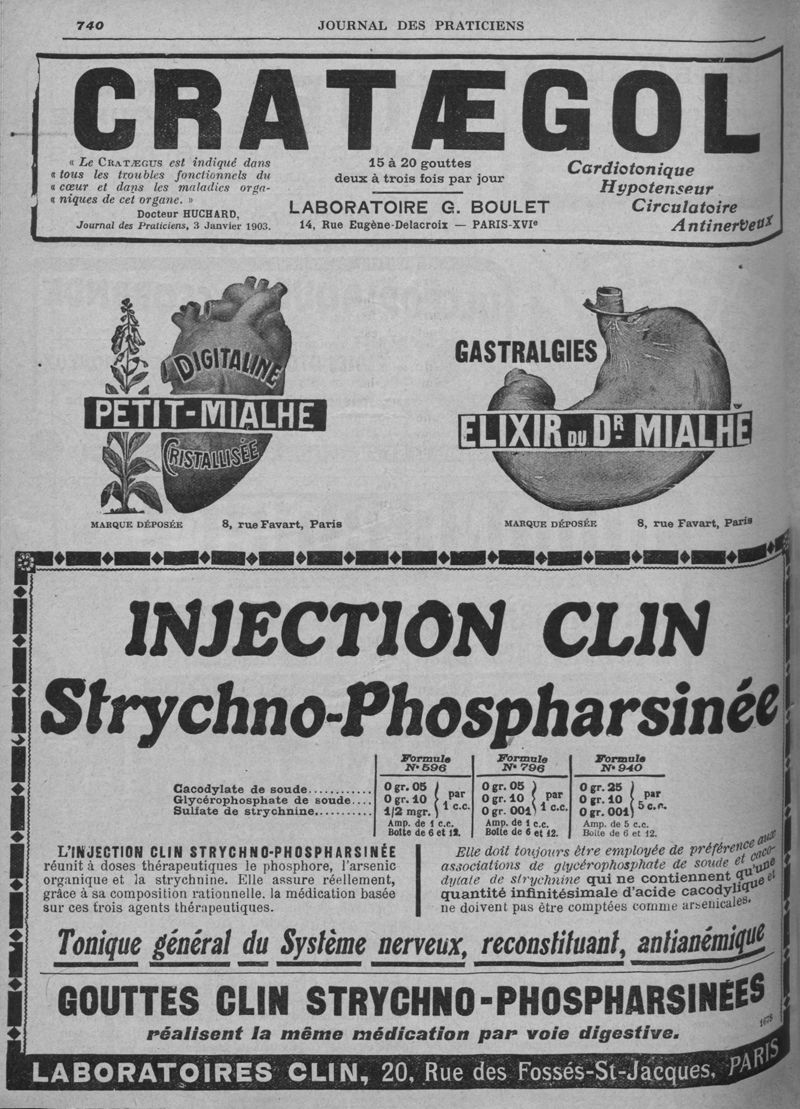 740
JOURNAL DES PRATICIENS
CRATÆGOL
« Le CRATÆGUS est indiqué dans
« tous les troubles fonctionnels du
« cœur et dans les maladies orga-
« niques de cet organe. »
Docteur HUCHARD,
Journal des Praticiens, 3 Janvier 1903.
15 à 20 gouttes
deux à trois fois par jour
LABORATOIRE G. BOULET
14, Rue Eugène-Delacroix — PARIS-XVIe
Cardiotonique
Hypotenseur
Circulatoire
Antinerveux
DIGITALINE
PETIT-MIALHE
CRISTALLISÉE
MARQUE DÉPOSÉE
8, rue Favart, Paris
GASTRALGIES
ELIXIR DU DR MIALHE
MARQUE DÉPOSÉE
8, rue Favart, Paris
INJECTION CLIN
Strychno-Phospharsinée
Formule Formule Formule
N° 596 N° 796 N° 940
Cacodylate de soude............ 0 gr. 05 0 gr. 05 0 gr. 25
Glycérophosphate de soude.... 0 gr. 10 par 1 c.c. 0 gr. 10 par 1 c.c. 0 gr. 10 par 5 c.c.
Sulfate de strychnine........... 1/2 mgr. 0 gr. 001 0 gr. 001
Amp. de 1 c.c. Amp. de 1 c.c. Amp. de 5 c.c.
Boîte de 6 et 12. Boîte de 6 et 12. Boîte de 6 et 12.
L'INJECTION CLIN STRYCHNO-PHOSPHARSINÉE
réunit à doses thérapeutiques le phosphore, l'arsenic
organique et la strychnine. Elle assure réellement,
grâce à sa composition rationnelle, la médication basée
sur ces trois agents thérapeutiques.
Elle doit toujours être employée de préférence aux
associations de glycérophosphate de soude et caco-
dylate de strychnine qui ne contiennent qu'une
quantité infinitésimale d'acide cacodylique et
ne doivent pas être comptées comme arsenicales.
Tonique général du Système nerveux, reconstituant, antianémique
GOUTTES CLIN STRYCHNO-PHOSPHARSINÉES
réalisent la même médication par voie digestive.
1675
LABORATOIRES CLIN, 20, Rue des Fossés-St-Jacques, PARIS